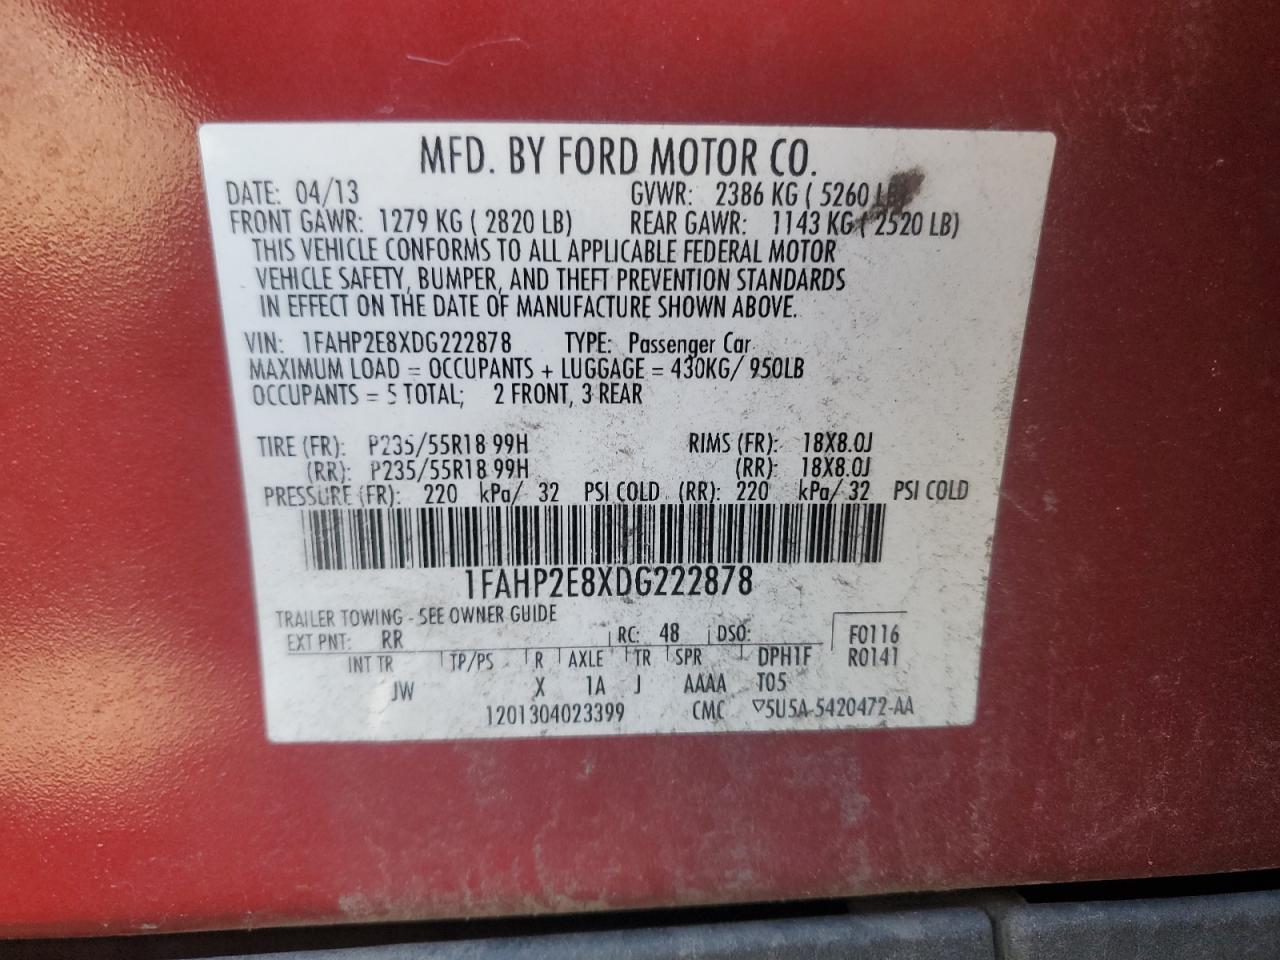 MFD. BY FORD MOTOR CO.
DATE: 04/13 GVWR: 2386 KG ( 5260 LB)
FRONT GAWR: 1279 KG ( 2820 LB) REAR GAWR: 1143 KG ( 2520 LB)
THIS VEHICLE CONFORMS TO ALL APPLICABLE FEDERAL MOTOR
VEHICLE SAFETY, BUMPER, AND THEFT PREVENTION STANDARDS
IN EFFECT ON THE DATE OF MANUFACTURE SHOWN ABOVE.
VIN: 1FAHP2E8XDG222878 TYPE: Passenger Car
MAXIMUM LOAD = OCCUPANTS + LUGGAGE = 430KG/ 950LB
OCCUPANTS = 5 TOTAL; 2 FRONT, 3 REAR
TIRE (FR): P235/55R18 99H RIMS (FR): 18X8.0J
(RR): P235/55R18 99H (RR): 18X8.0J
PRESSURE (FR): 220 kPa/ 32 PSI COLD (RR): 220 kPa/ 32 PSI COLD
1FAHP2E8XDG222878
TRAILER TOWING - SEE OWNER GUIDE
EXT PNT: RR RC: 48 DSO: F0116
INT TR TP/PS R AXLE TR SPR DPH1F R0141
JW X 1A J AAAA T05
1201304023399 CMC ▽5U5A-5420472-AA